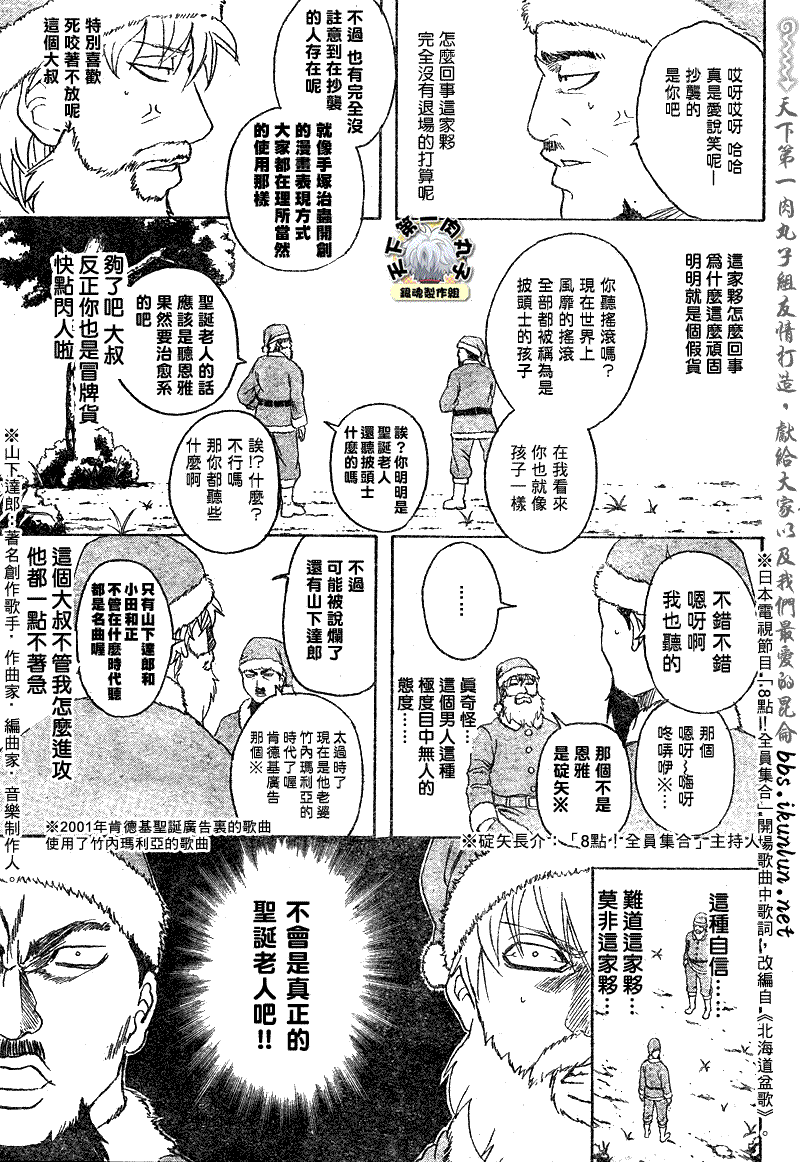 天下第一肉丸子組友情打造，獻給大家以及我們最愛的昆侖 bbs.ikunlun.net
哎呀哎呀 哈哈
真是愛說笑呢—
抄襲的
是你吧
怎麼回事這家夥
完全沒有退場的打算呢
不過 也有完全沒
註意到在抄襲
的人存在呢
就像手塚治蟲開創
的漫畫表現方式
大家都在理所當然
的使用那樣
特別喜歡
死咬著不放呢
這個大叔
天下第一肉丸子
銀魂製作組
這家夥怎麼回事
爲什麼這麼頑固
明明就是個假貨
你聽搖滾嗎？
現在世界上
風靡的搖滾
全部都被稱為是
披頭士的孩子
在我看來
你也就像
孩子一樣
誒？你明明是
聖誕老人
還聽披頭士
什麼的嗎
聖誕老人的話
應該是聽恩雅
果然要治愈系
的吧
誒!?什麼？
不行嗎
那你都聽些
什麼啊
夠了吧 大叔
反正你也是冒牌貨
快點閃人啦
不錯不錯
嗯呀啊
我也聽的
那個
嗯呀～嗨呀
咚弄咿※…
……
那個不是
恩雅
是碇矢※
眞奇怪…
這個男人這種
極度目中無人的
態度……
※日本電視節目「8點!!全員集合」開場歌曲中歌詞，改編自《北海道盆歌》。
※碇矢長介：「8點！全員集合」主持人
不過
可能被說爛了
還有山下達郎
太過時了
現在是他老婆
竹內瑪利亞的
時代了喔
肯德基廣告
那個※
只有山下達郎和
小田和正
不管在什麼時代聽
都是名曲喔
這個大叔不管我怎麼進攻
他都一點不著急
※2001年肯德基聖誕廣告裏的歌曲
使用了竹內瑪利亞的歌曲
※山下達郎：著名創作歌手．作曲家．編曲家．音樂制作人。
這種自信……
難道這家夥…
莫非這家夥…
不會是真正的
聖誕老人吧!!